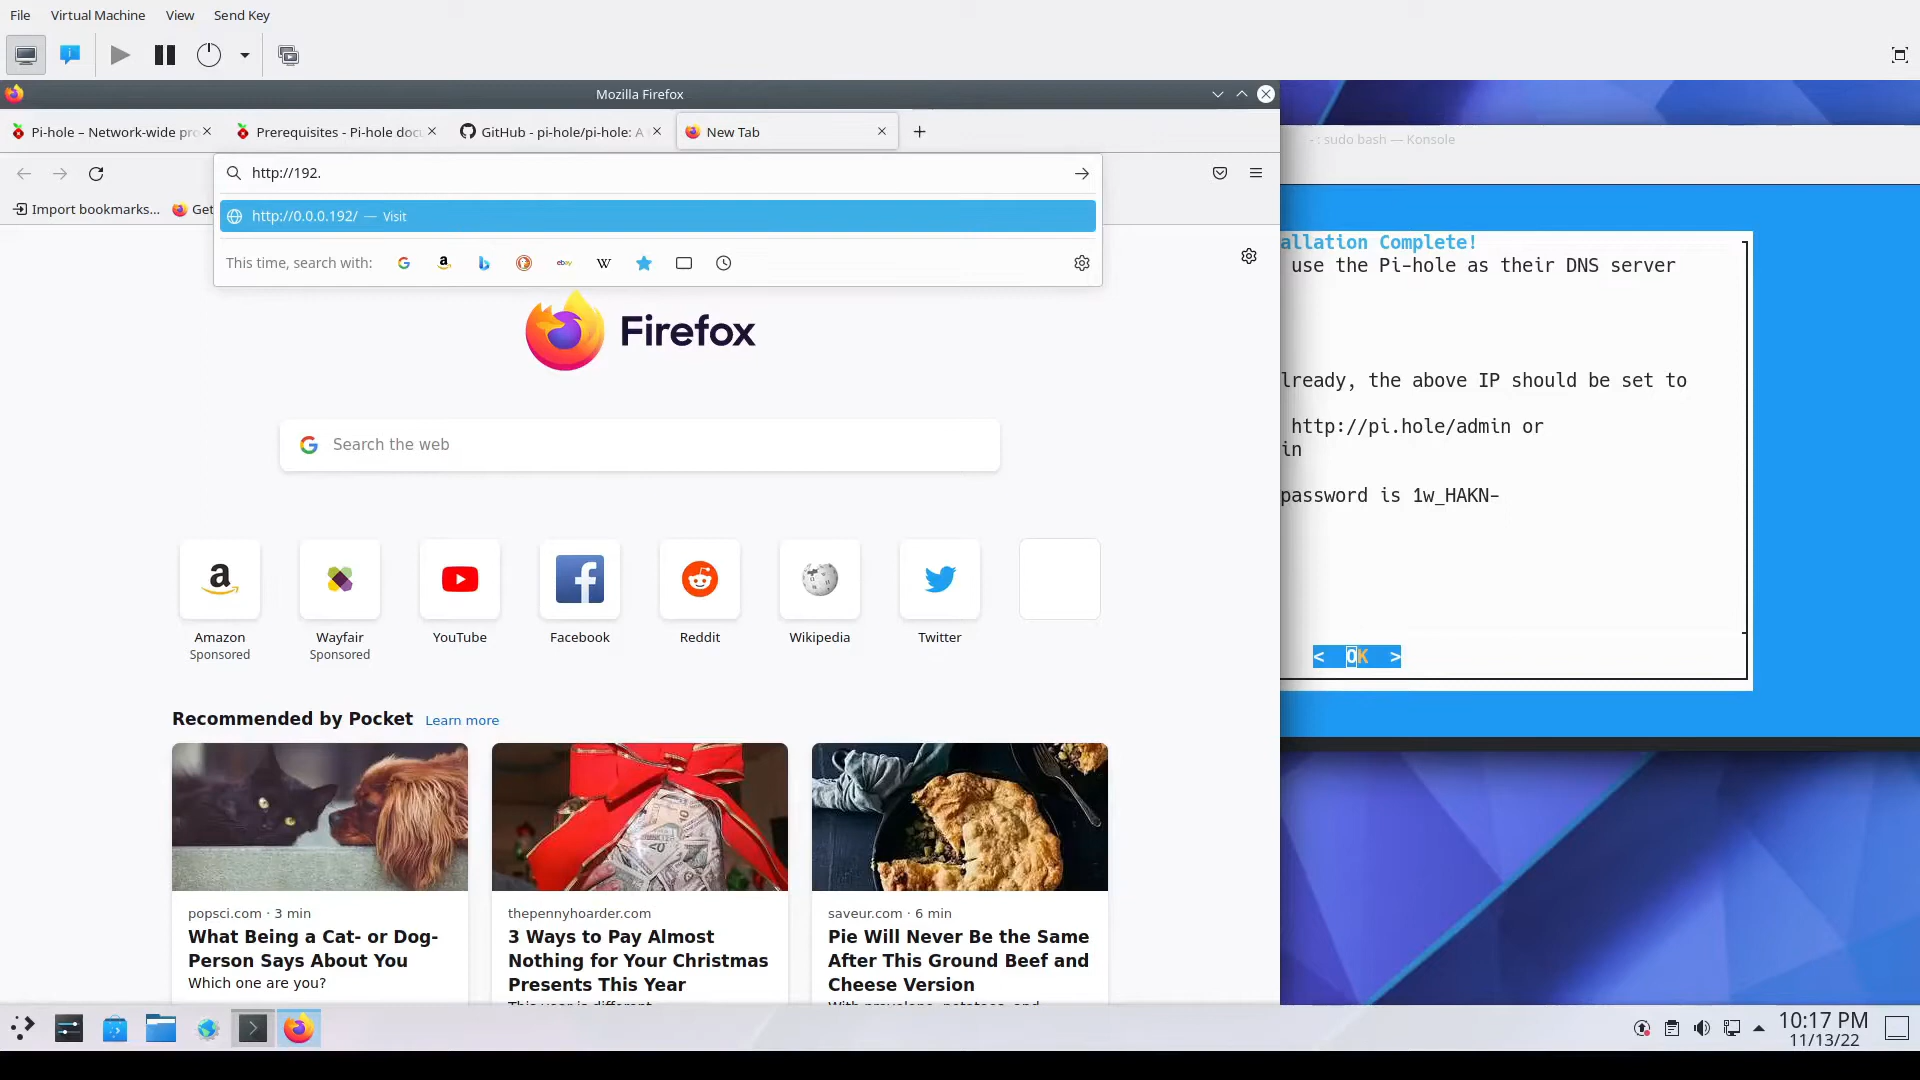 File Virtual Machine View Send Key
Mozilla Firefox
Pi-hole – Network-wide pro
Prerequisites - Pi-hole doc
GitHub - pi-hole/pi-hole: A
New Tab
- : sudo bash — Konsole
http://192.
Import bookmarks...
Get
http://0.0.0.192/ — Visit
This time, search with:
ebay
W
allation Complete!
use the Pi-hole as their DNS server
lready, the above IP should be set to
http://pi.hole/admin or
in
password is 1w_HAKN-
< OK >
Firefox
Search the web
Amazon
Sponsored
Wayfair
Sponsored
YouTube
Facebook
Reddit
Wikipedia
Twitter
Recommended by Pocket Learn more
popsci.com · 3 min
What Being a Cat- or Dog-
Person Says About You
Which one are you?
thepennyhoarder.com
3 Ways to Pay Almost
Nothing for Your Christmas
Presents This Year
saveur.com · 6 min
Pie Will Never Be the Same
After This Ground Beef and
Cheese Version
10:17 PM
11/13/22